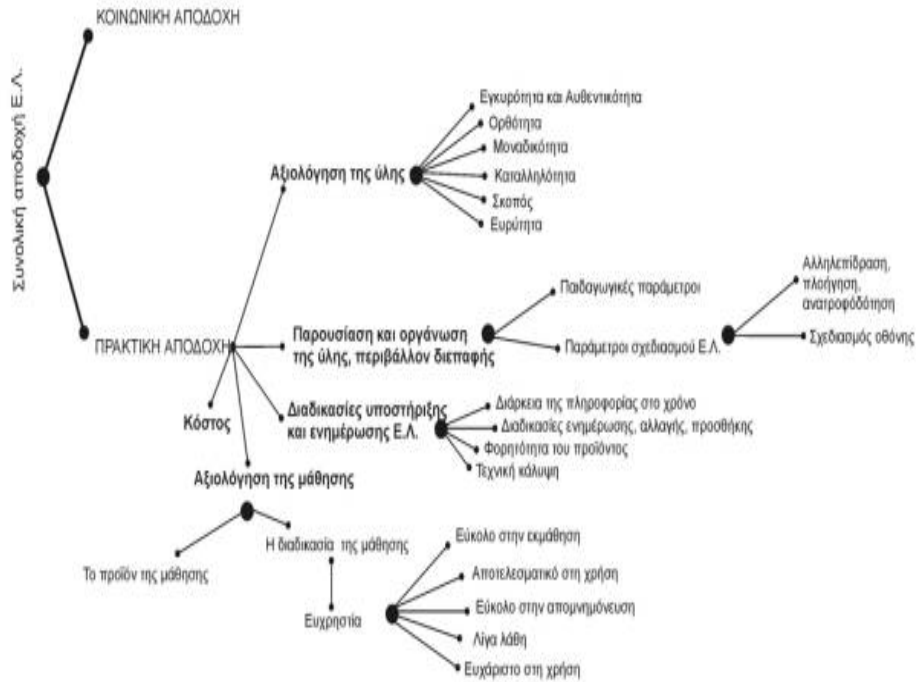 ΚΟΙΝΩΝΙΚΗ ΑΠΟΔΟΧΗ
Συνολική αποδοχή Ε.Λ.
Εγκυρότητα και Αυθεντικότητα
Ορθότητα
Μοναδικότητα
Αξιολόγηση της ύλης
Καταλληλότητα
Σκοπός
Ευρύτητα
Αλληλεπίδραση,
πλοήγηση,
ανατροφόδότηση
Παιδαγωγικές παράμετροι
ΠΡΑΚΤΙΚΗ ΑΠΟΔΟΧΗ
Παρουσίαση και οργάνωση
της ύλης, περιβάλλον διεπαφής
Παράμετροι σχεδιασμού Ε.Λ.
Σχεδιασμός οθόνης
Κόστος
Διαδικασίες υποστήριξης
και ενημέρωσης Ε.Λ.
Διάρκεια της πληροφορίας στο χρόνο
Διαδικασίες ενημέρωσης, αλλαγής, προσθήκης
Φορητότητα του προϊόντος
Τεχνική κάλυψη
Αξιολόγηση της μάθησης
Το προϊόν της μάθησης
Η διαδικασία της μάθησης
Ευχρηστία
Εύκολο στην εκμάθηση
Αποτελεσματικό στη χρήση
Εύκολο στην απομνημόνευση
Λίγα λάθη
Ευχάριστο στη χρήση